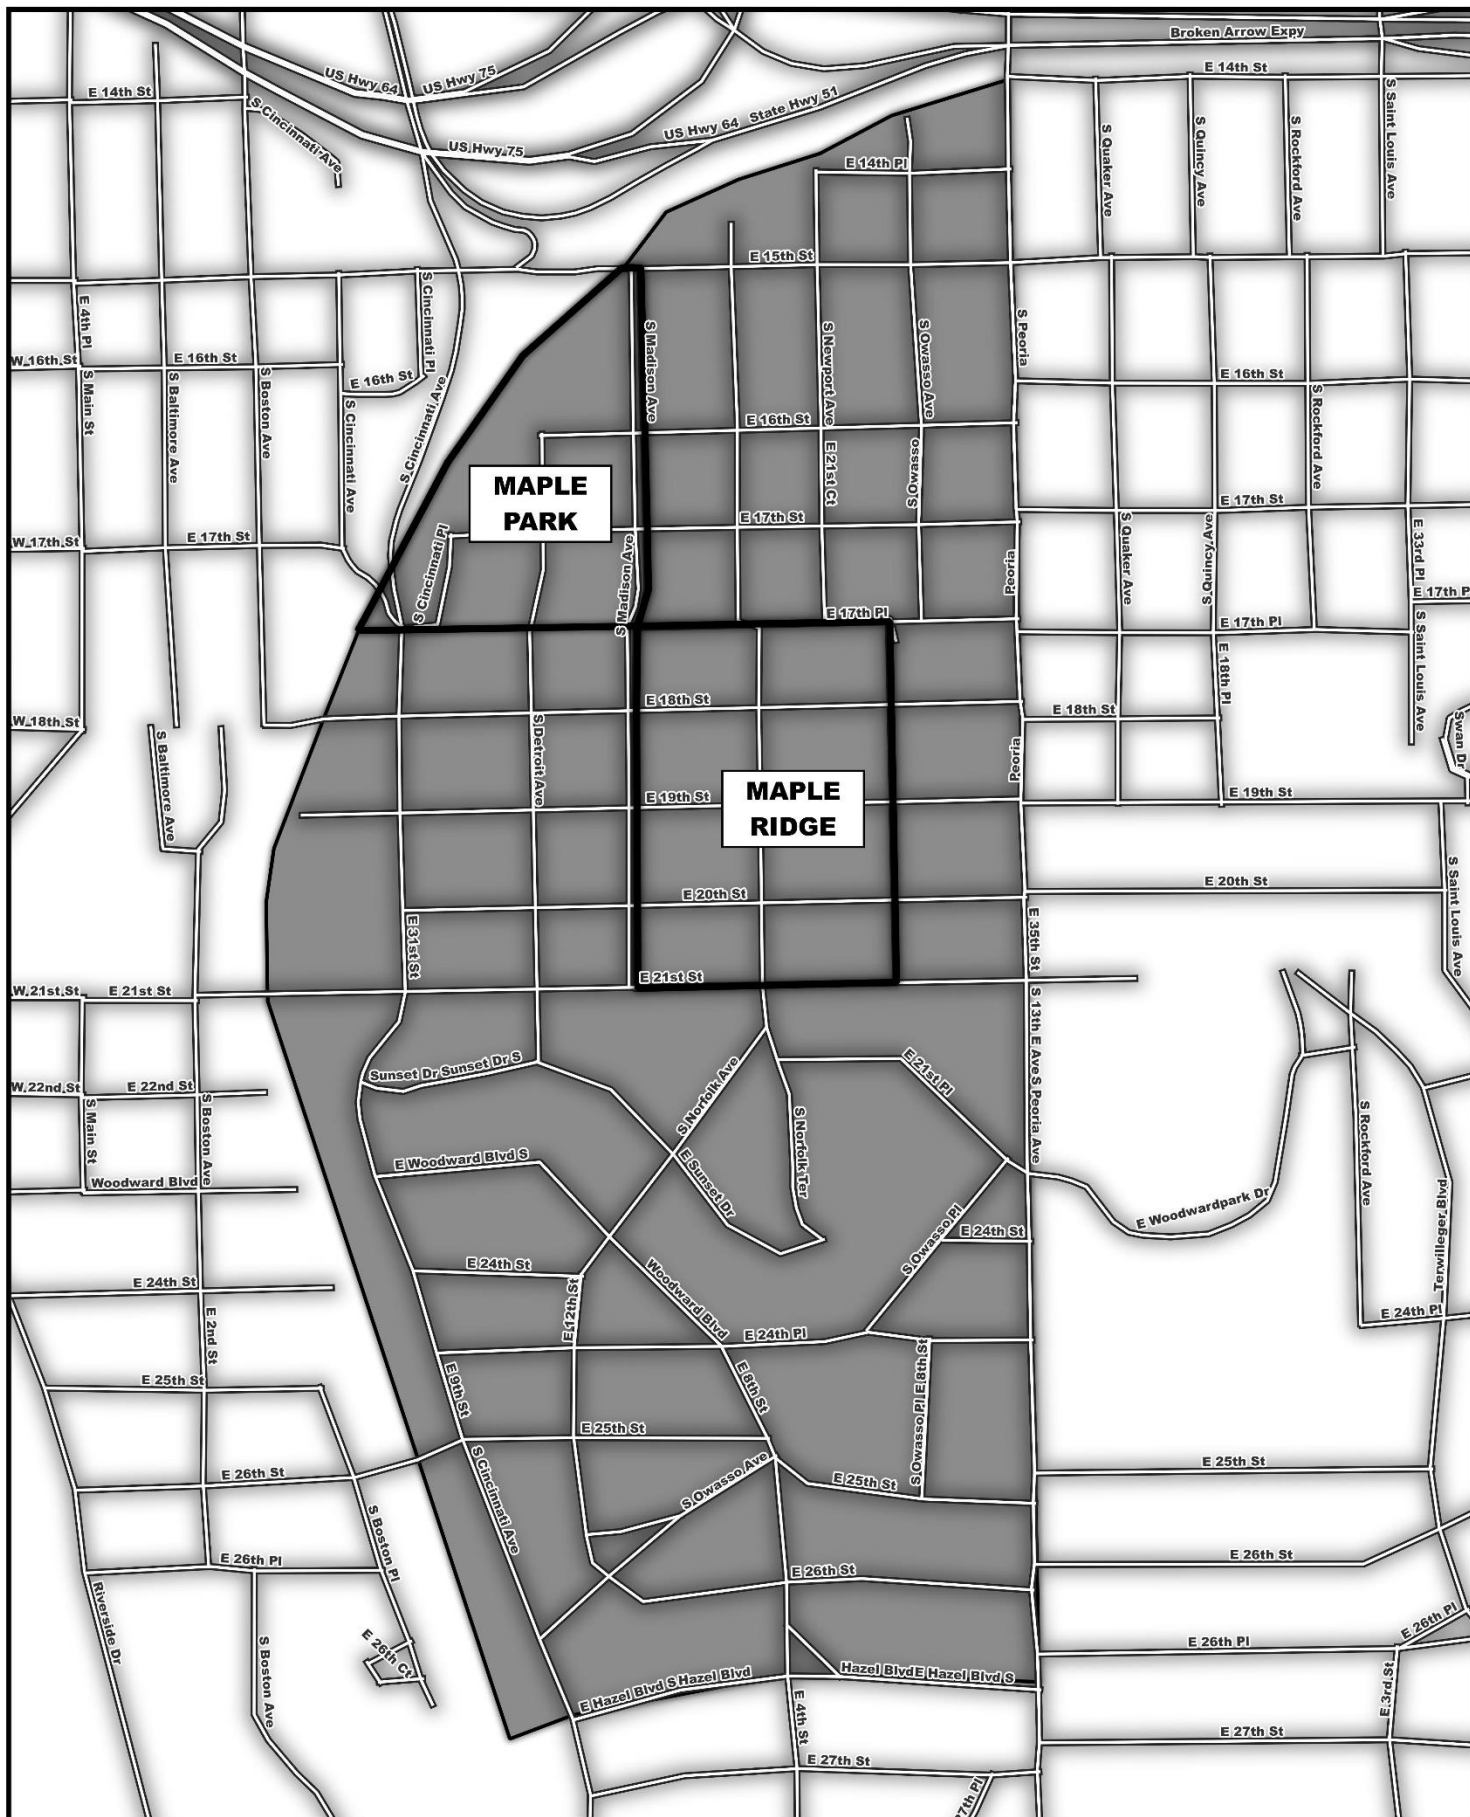 Broken Arrow Expy
US Hwy 64
US Hwy 75
E 14th St
E 14th St
S Cincinnati Ave
US Hwy 64 State Hwy 51
US Hwy 75
S Saint Louis Ave
S Quaker Ave
S Quincy Ave
S Rockford Ave
E 14th Pl
E 15th St
E 4th Pl
S Cincinnati Pl
S Madison Ave
S Newport Ave
S Owasso Ave
S Peoria
W 16th St
E 16th St
E 16th St
E 16th St
S Main St
S Baltimore Ave
S Boston Ave
S Cincinnati Ave
S Cincinnati Ave
E 16th St
S Rockford Ave
E 21st Ct
S Owasso
MAPLE
PARK
E 17th St
W 17th St
E 17th St
E 17th St
S Cincinnati Pl
S Madison Ave
Peoria
S Quaker Ave
S Quincy Ave
E 33rd Pl
E 17th P
E 17th Pl
E 17th Pl
S Saint Louis Ave
E 18th Pl
E 18th St
E 18th St
W 18th St
Swan Dr
S Baltimore Ave
S Detroit Ave
Peoria
MAPLE
RIDGE
E 19th St
E 19th St
E 20th St
E 20th St
S Saint Louis Ave
E 31st St
E 35th St
E 21st St
W 21st St
E 21st St
S 13th E Ave S Peoria Ave
Sunset Dr Sunset Dr S
E 21st Pl
W 22nd St
E 22nd St
S Main St
S Boston Ave
S Norfolk Ave
S Norfolk Ter
S Rockford Ave
E Woodward Blvd S
E Sunset Dr
Woodward Blvd
E Woodwardpark Dr
Terwilleger Blvd
S Owasso Pl
E 24th St
E 24th St
E 24th St
Woodward Blvd
E 12th St
E 24th Pl
E 24th Pl
E 2nd St
E 9th St
E 8th St
S Owasso Pl E 8th St
E 25th St
E 25th St
E 25th St
E 25th St
E 26th St
S Cincinnati Ave
S Owasso Ave
S Boston Pl
E 26th St
E 26th Pl
E 26th St
Riverside Dr
S Boston Ave
E 26th Ct
E 26th Pl
E 26th Pl
E Hazel Blvd S Hazel Blvd
Hazel Blvd E Hazel Blvd S
E 3rd St
E 4th St
E 27th St
E 27th St
7th Pl